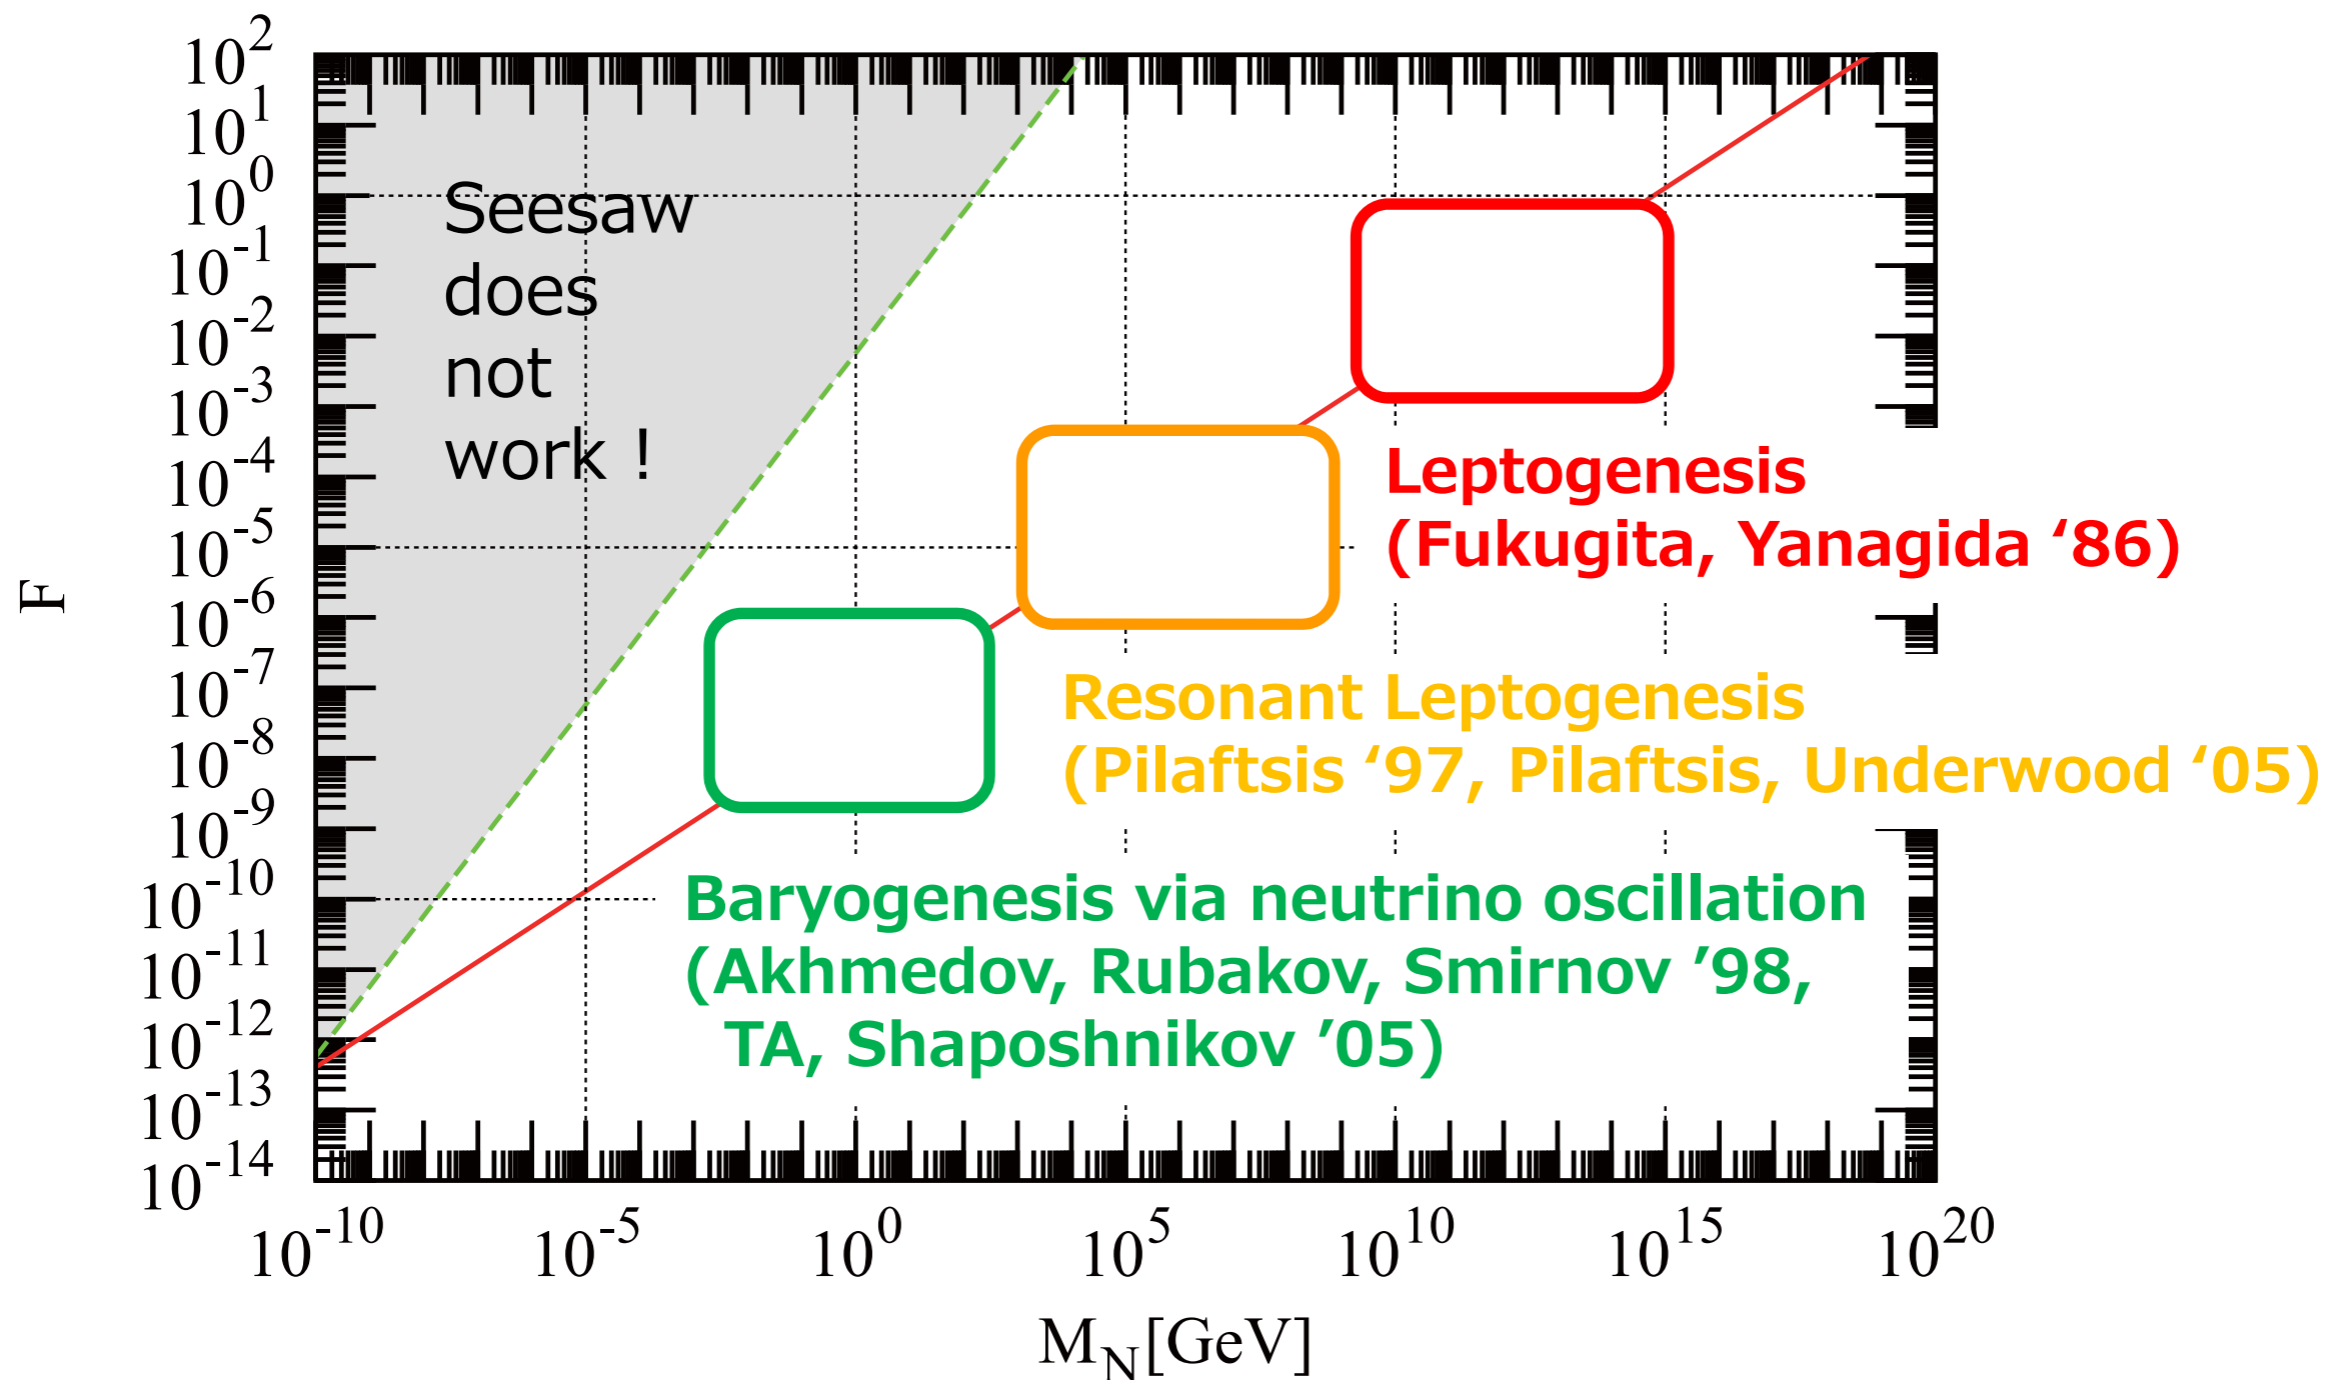 10^2
10^1
10^0
10^-1
10^-2
10^-3
10^-4
10^-5
10^-6
10^-7
10^-8
10^-9
10^-10
10^-11
10^-12
10^-13
10^-14
F
Seesaw
does
not
work !
Leptogenesis
(Fukugita, Yanagida ‘86)
Resonant Leptogenesis
(Pilaftsis ‘97, Pilaftsis, Underwood ‘05)
Baryogenesis via neutrino oscillation
(Akhmedov, Rubakov, Smirnov ’98,
TA, Shaposhnikov ’05)
10^-10 10^-5 10^0 10^5 10^10 10^15 10^20
M_N[GeV]